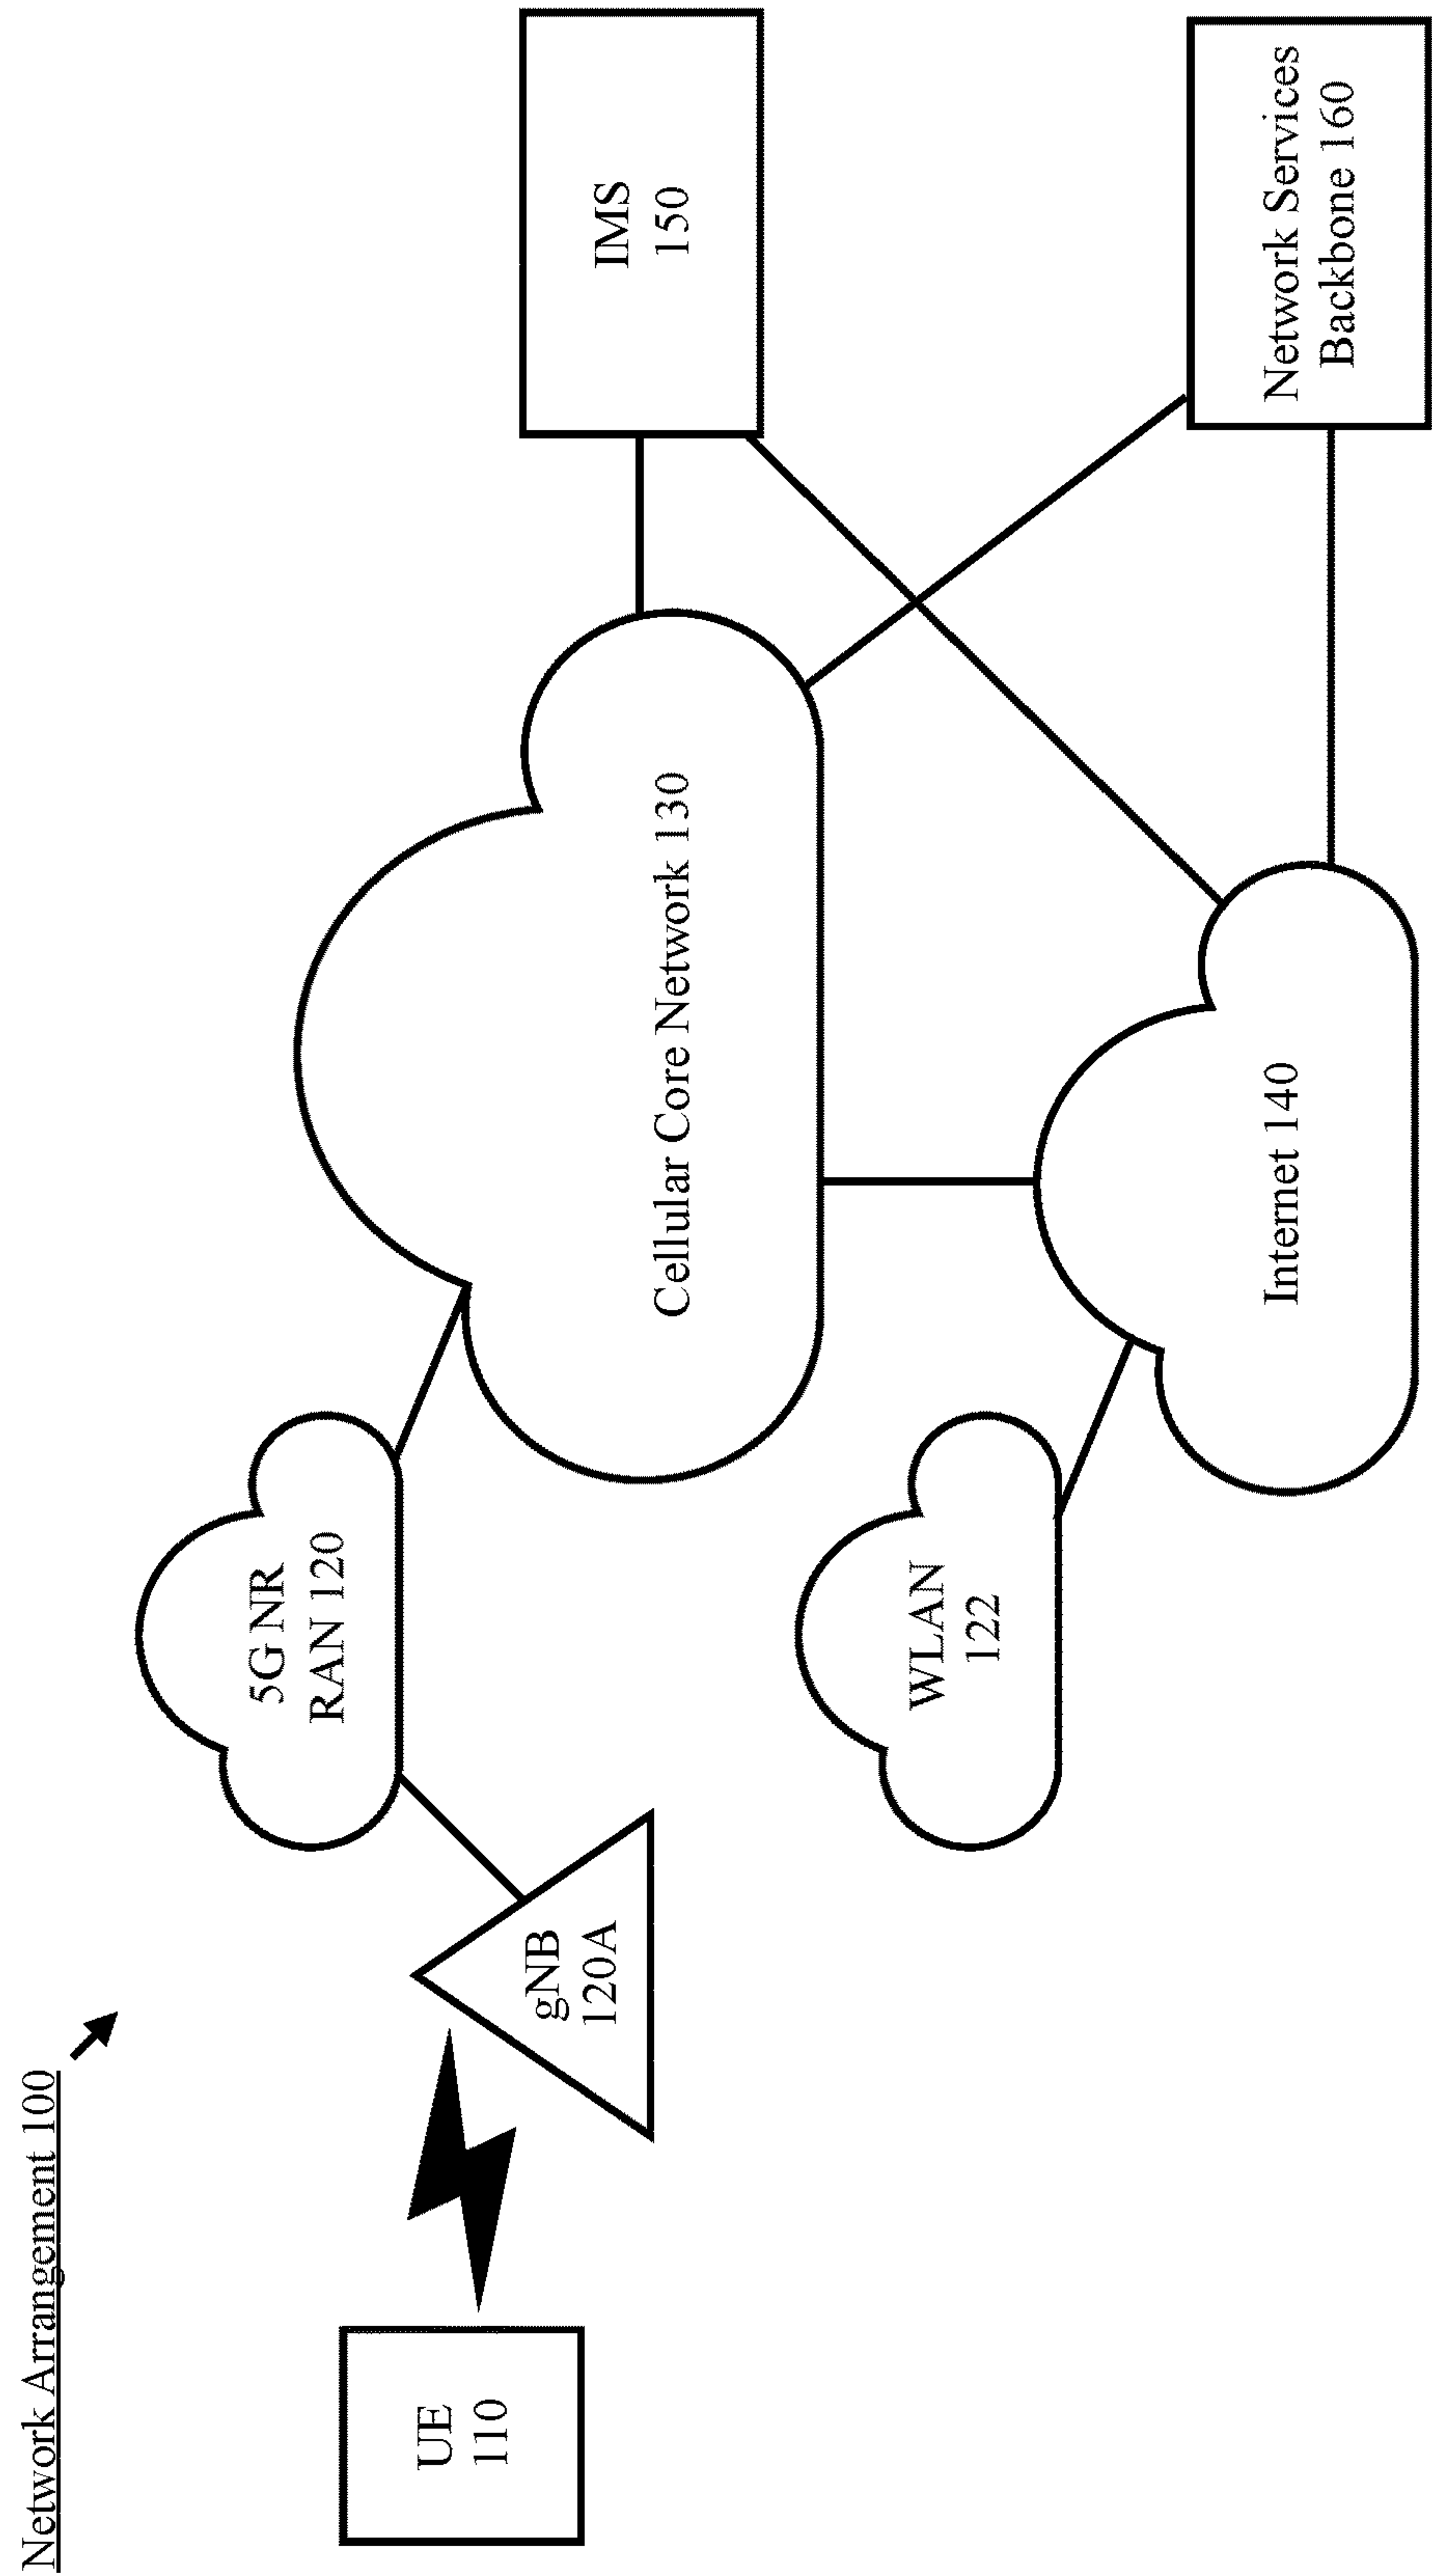 Network Arrangement 100
5G NR
RAN 120
UE
110
gNB
120A
Cellular Core Network 130
IMS
150
WLAN
122
Internet 140
Network Services
Backbone 160